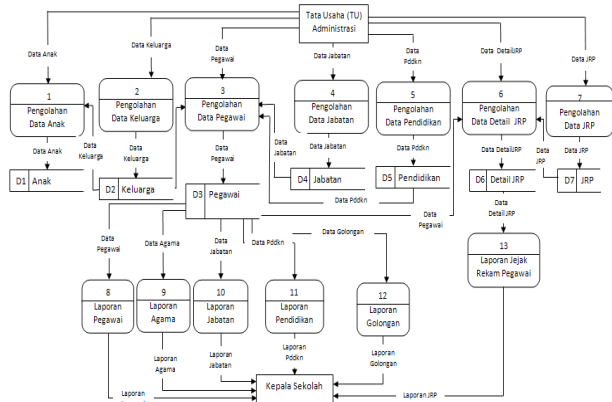 Tata Usaha (TU)
Administrasi
Data Anak
Data Keluarga
Data
Pegawai
Data Jabatan
Data
Pddkn
Data DetailJRP
Data JRP
1
Pengolahan
Data Anak
2
Pengolahan
Data Keluarga
3
Pengolahan
Data Pegawai
4
Pengolahan
Data Jabatan
5
Pengolahan
Data Pendidikan
6
Pengolahan
Data Detail JRP
7
Pengolahan
Data JRP
Data Anak
Data
Keluarga
Data
Keluarga
Data
Pegawai
Data
Jabatan
Data Jabatan
Data Pddkn
Data DetailJRP
Data
JRP
Data JRP
D1 Anak
D2 Keluarga
D3 Pegawai
D4 Jabatan
D5 Pendidikan
D6 Detail JRP
D7 JRP
Data Pddkn
Data
Pegawai
Data
DetailJRP
Data
Pegawai
Data Agama
Data
Jabatan
Data Pddkn
Data Golongan
8
Laporan
Pegawai
9
Laporan
Agama
10
Laporan
Jabatan
11
Laporan
Pendidikan
12
Laporan
Golongan
13
Laporan Jejak
Rekam Pegawai
Laporan
Laporan
Agama
Laporan
Jabatan
Laporan
Pddkn
Laporan
Golongan
Laporan JRP
Kepala Sekolah